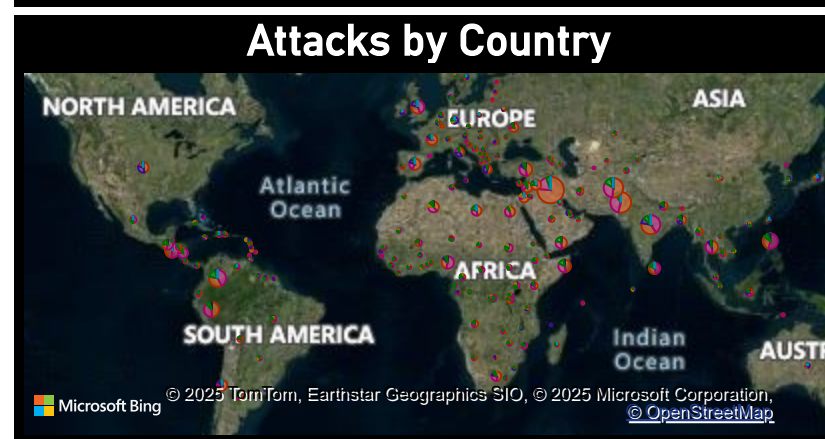 Attacks by Country
NORTH AMERICA
EUROPE
ASIA
Atlantic
Ocean
AFRICA
SOUTH AMERICA
Indian
Ocean
AUSTR
Microsoft Bing
© 2025 TomTom, Earthstar Geographics SIO, © 2025 Microsoft Corporation,
© OpenStreetMap